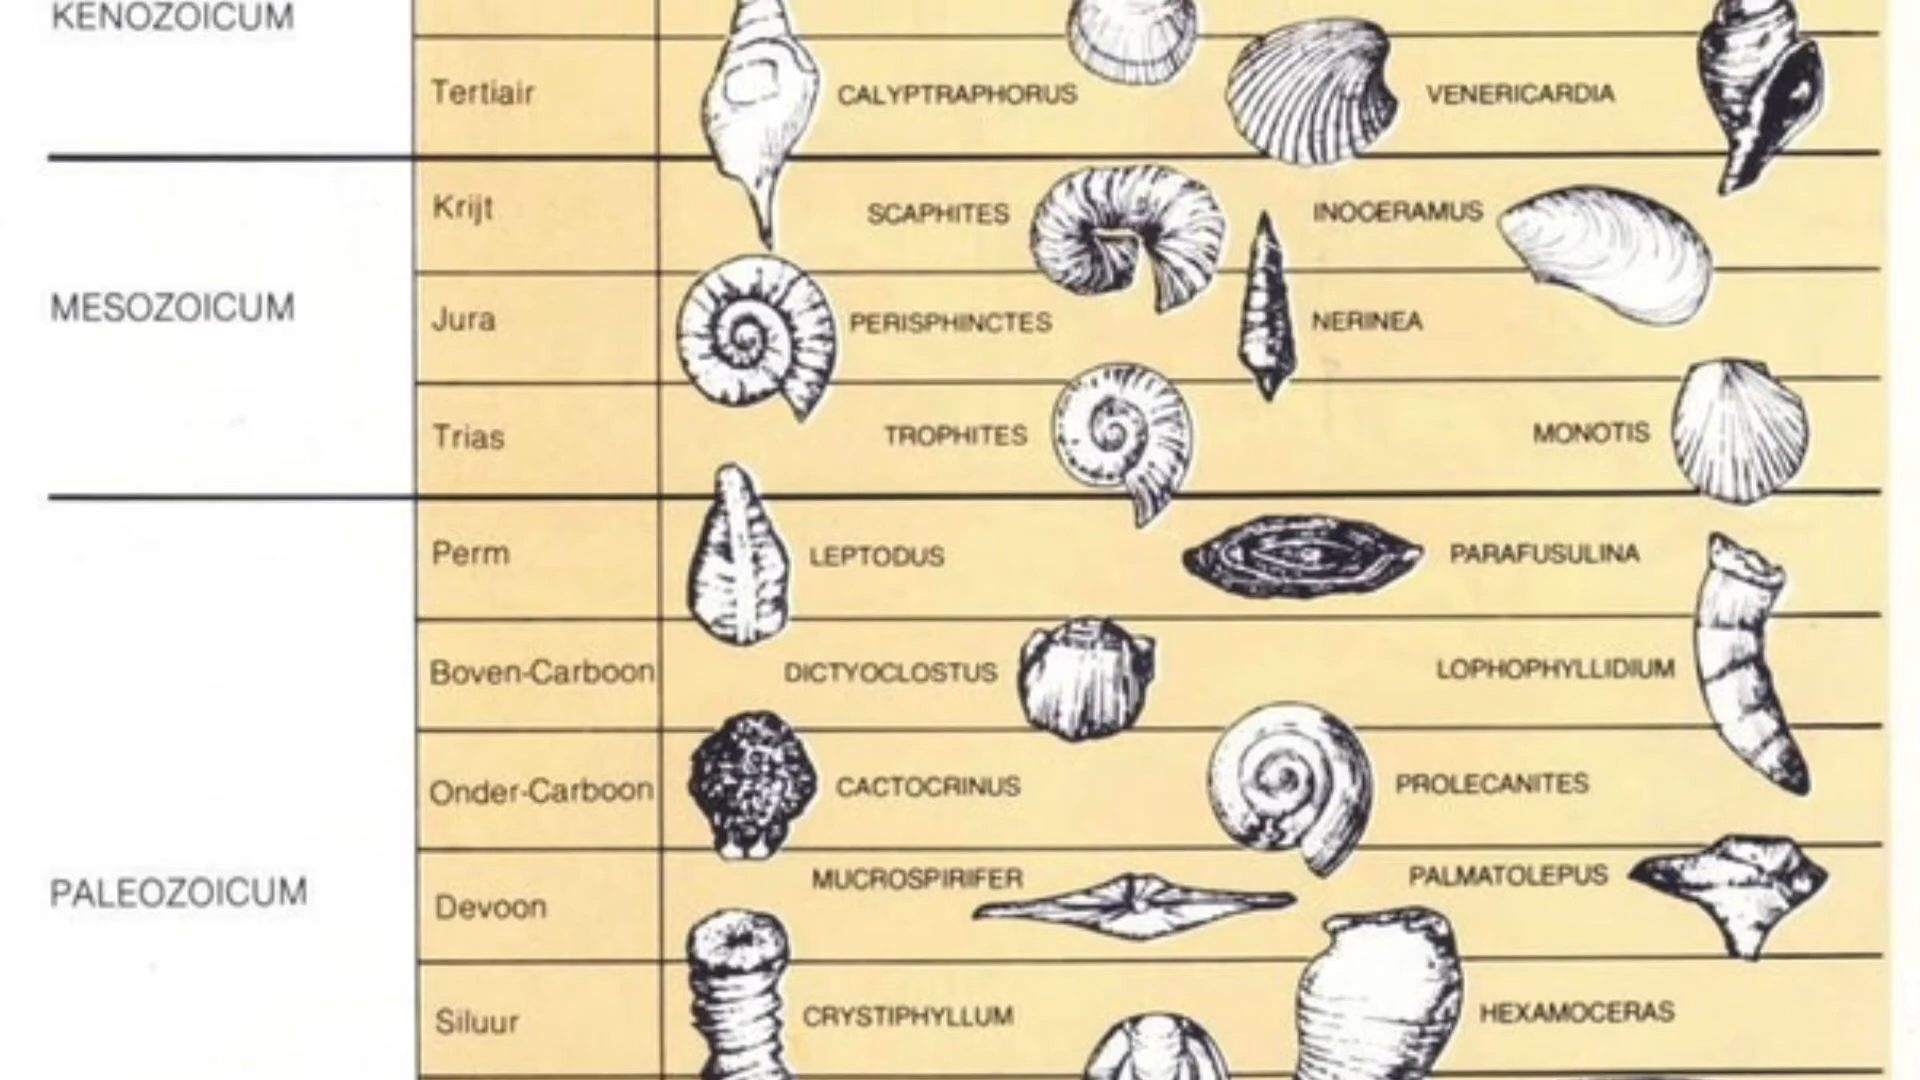 KENOZOICUM
Tertiair CALYPTRAPHORUS VENERICARDIA
Krijt SCAPHITES INOCERAMUS
MESOZOICUM Jura PERISPHINCTES NERINEA
Trias TROPHITES MONOTIS
Perm LEPTODUS PARAFUSULINA
Boven-Carboon DICTYOCLOSTUS LOPHOPHYLLIDIUM
Onder-Carboon CACTOCRINUS PROLECANITES
PALEOZOICUM Devoon MUCROSPIRIFER PALMATOLEPUS
Siluur CRYSTIPHYLLUM HEXAMOCERAS